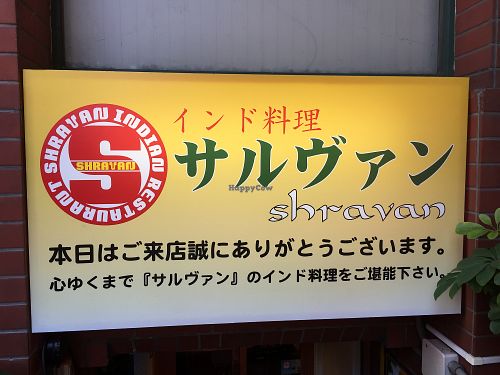 SHRAVAN INDIAN RESTAURANT
SHRAVAN
インド料理
サルヴァン
HappyCow
shravan
本日はご来店誠にありがとうございます。
心ゆくまで『サルヴァン』のインド料理をご堪能下さい。